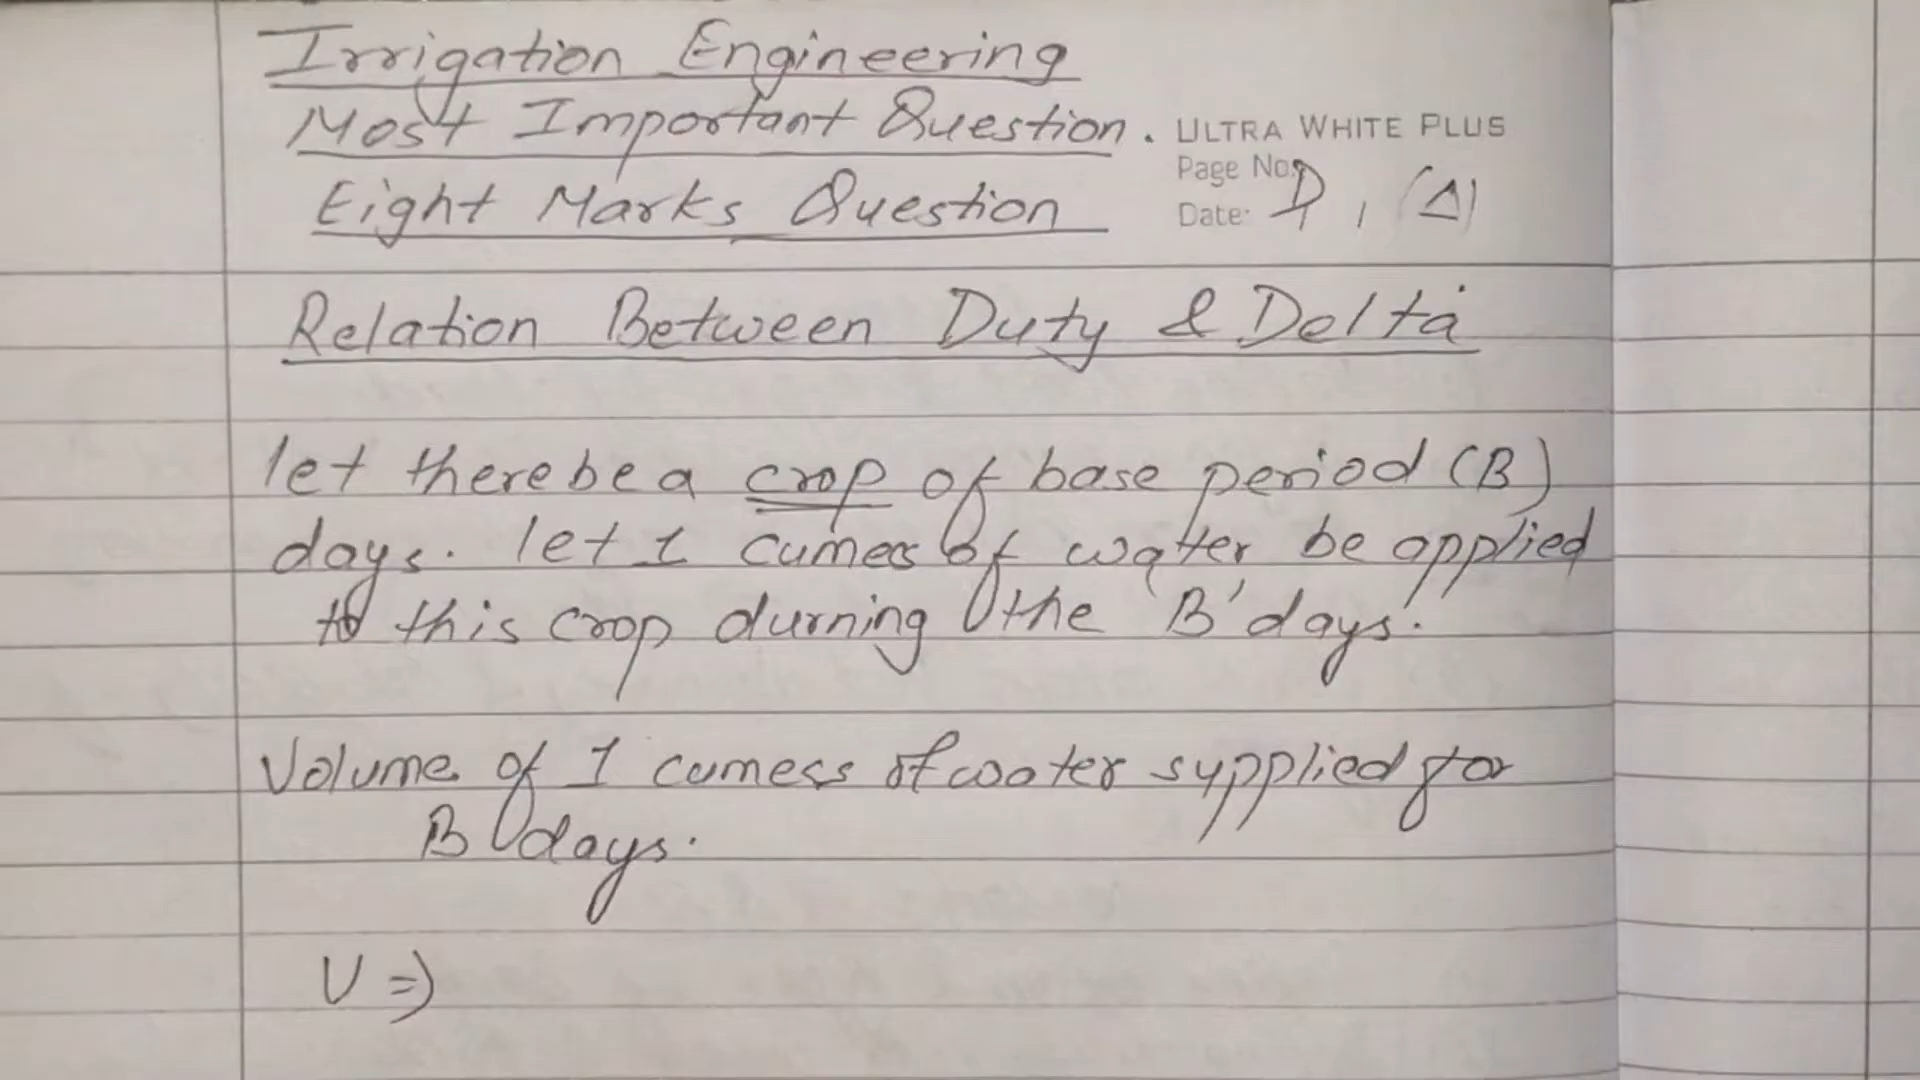 Irrigation Engineering
Most Important Question.
ULTRA WHITE PLUS
Page No:
Eight Marks Question
Date: D, (Δ)
Relation Between Duty & Delta
let there be a crop of base period (B)
days. let 1 cumecs of water be applied
to this crop durning the 'B' days.
Volume of 1 cumess of water supplied for
B days.
V =>